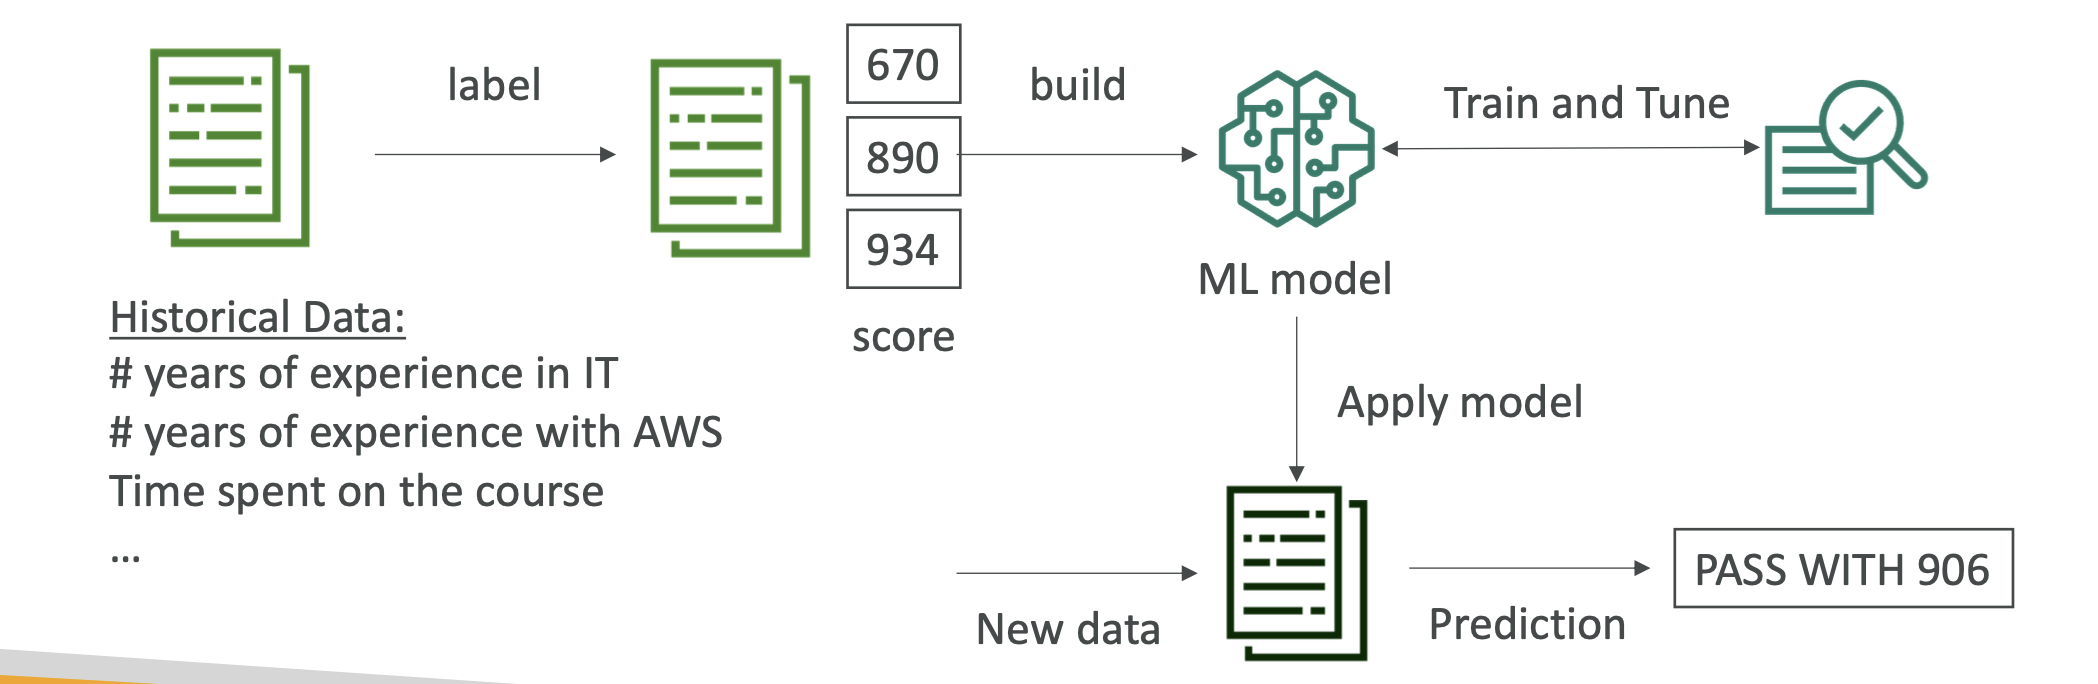 label
670
890
934
score
build
Train and Tune
ML model
Historical Data:
# years of experience in IT
# years of experience with AWS
Time spent on the course
...
Apply model
New data
Prediction
PASS WITH 906